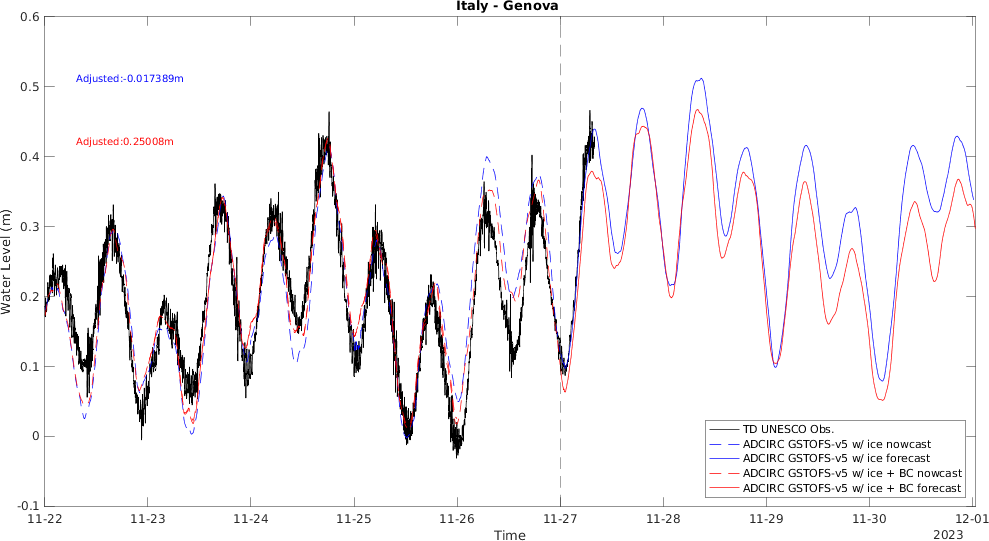 Italy - Genova
0.6
0.5
0.4
0.3
0.2
0.1
0
-0.1
Water Level (m)
Adjusted:-0.017389m
Adjusted:0.25008m
TD UNESCO Obs.
ADCIRC GSTOFS-v5 w/ ice nowcast
ADCIRC GSTOFS-v5 w/ ice forecast
ADCIRC GSTOFS-v5 w/ ice + BC nowcast
ADCIRC GSTOFS-v5 w/ ice + BC forecast
11-22 11-23 11-24 11-25 11-26 11-27 11-28 11-29 11-30 12-01
Time
2023